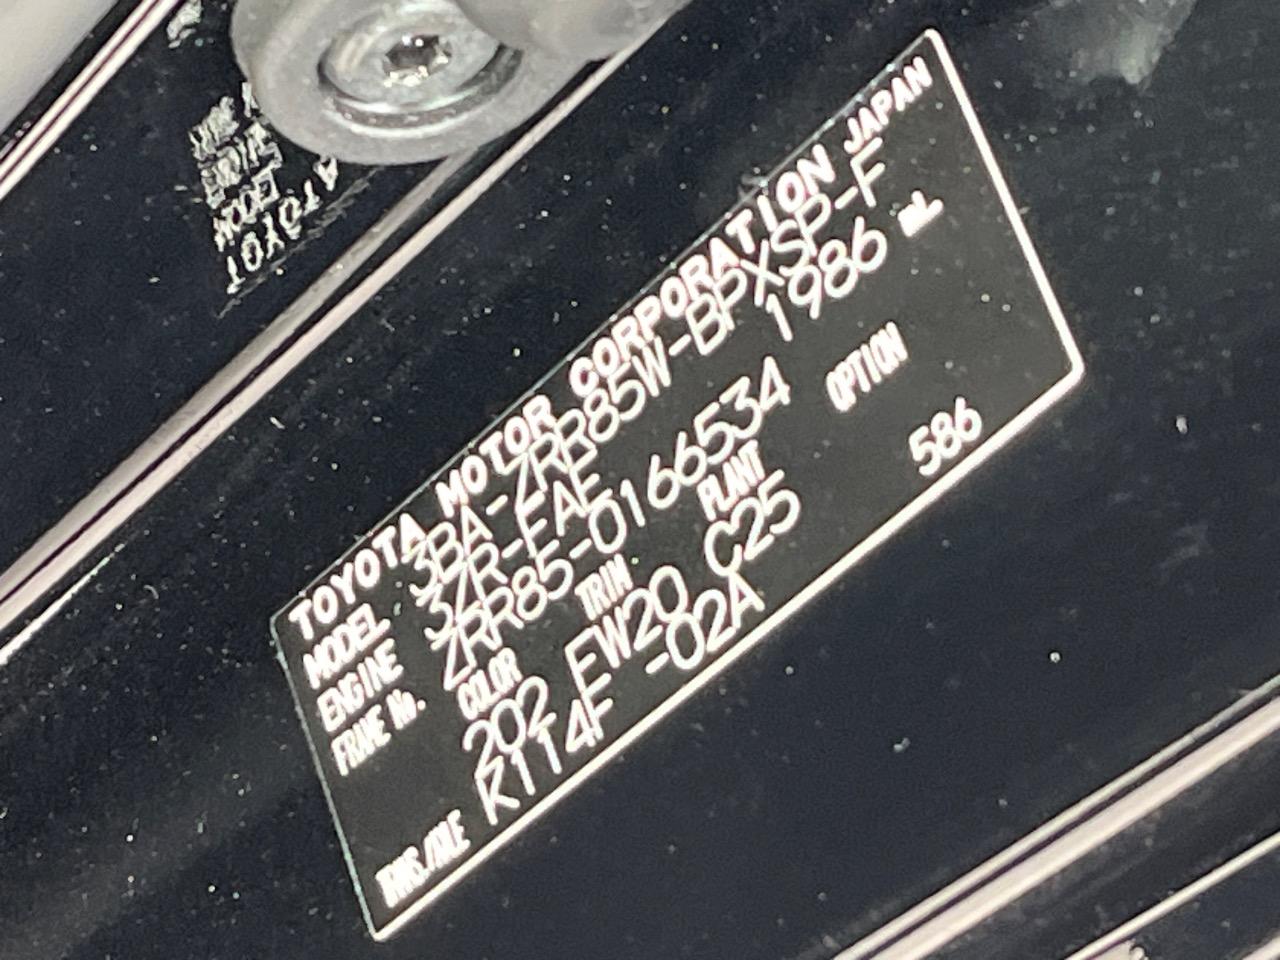 TOYOTA MOTOR CORPORATION JAPAN
MODEL 3BA-ZRR85W-BPXSP-F
ENGINE 3ZR-FAE 1986 mL
FRAME No. ZRR85-0166534
COLOR TRIM PLANT OPTION
202 EW20 C25 586
TRANS./AXLE K114F -02A